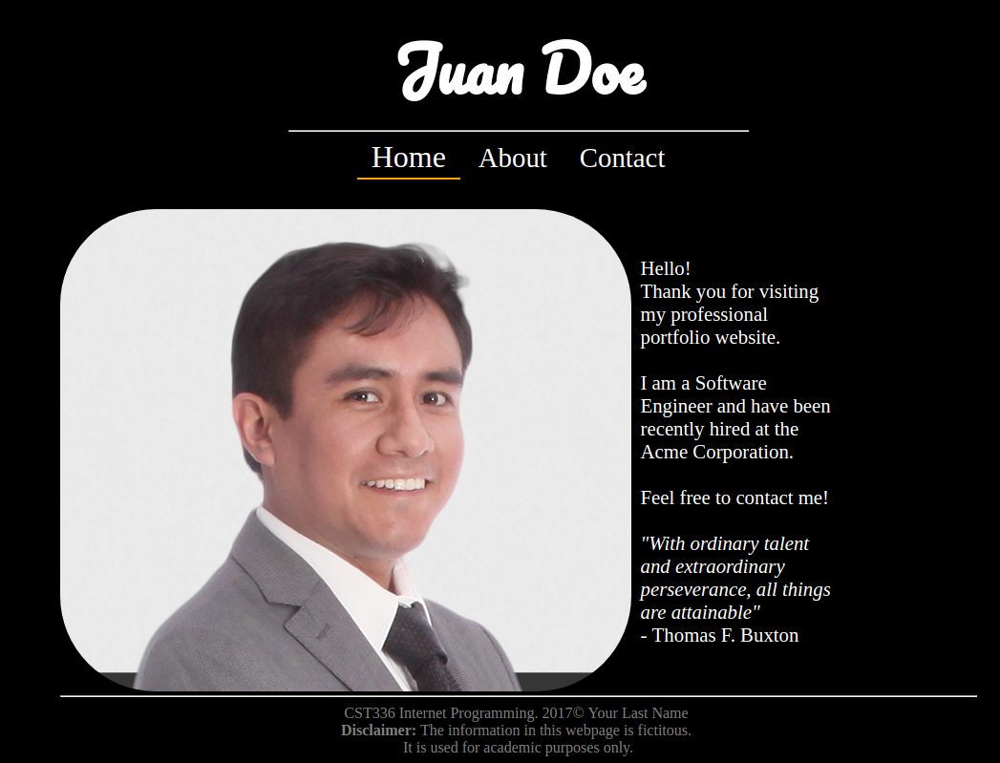 Juan Doe
Home About Contact
Hello!
Thank you for visiting
my professional
portfolio website.
I am a Software
Engineer and have been
recently hired at the
Acme Corporation.
Feel free to contact me!
"With ordinary talent
and extraordinary
perseverance, all things
are attainable"
- Thomas F. Buxton
CST336 Internet Programming. 2017© Your Last Name
Disclaimer: The information in this webpage is fictitous.
It is used for academic purposes only.